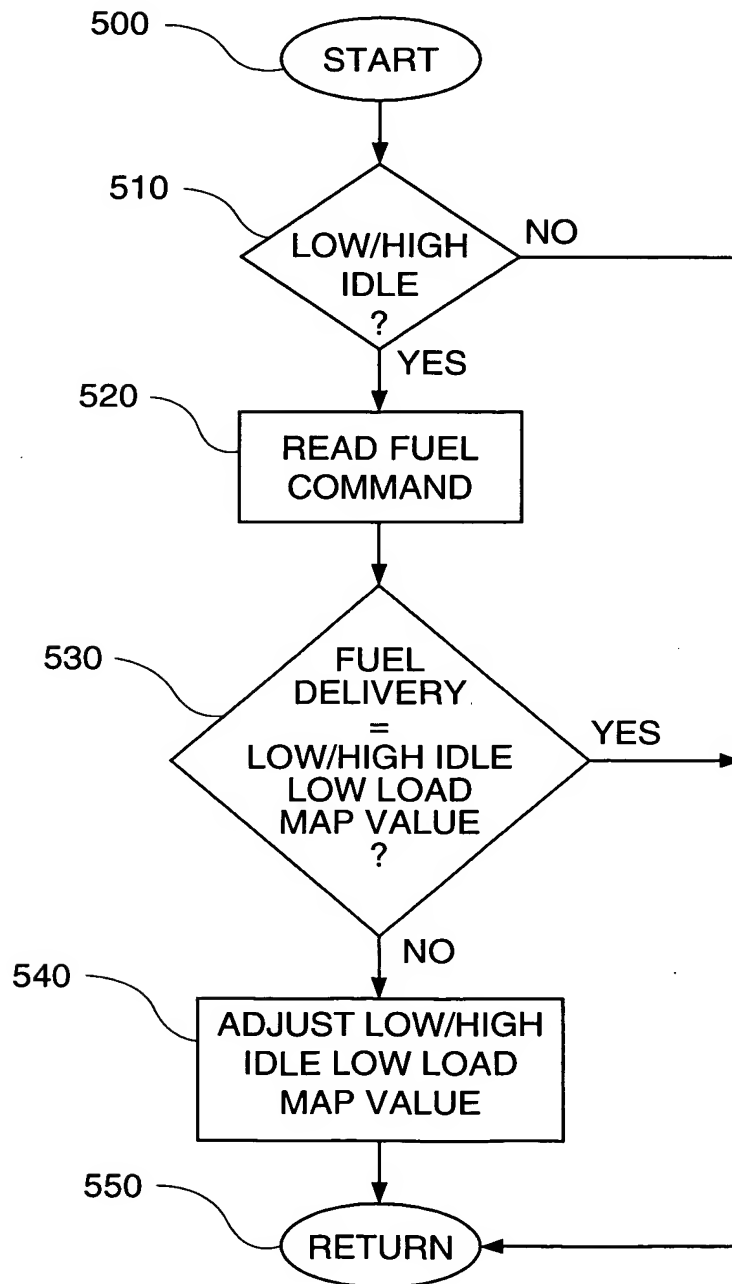 500
START
510
LOW/HIGH
IDLE
?
NO
YES
520
READ FUEL
COMMAND
530
FUEL
DELIVERY
=
LOW/HIGH IDLE
LOW LOAD
MAP VALUE
?
YES
NO
540
ADJUST LOW/HIGH
IDLE LOW LOAD
MAP VALUE
550
RETURN